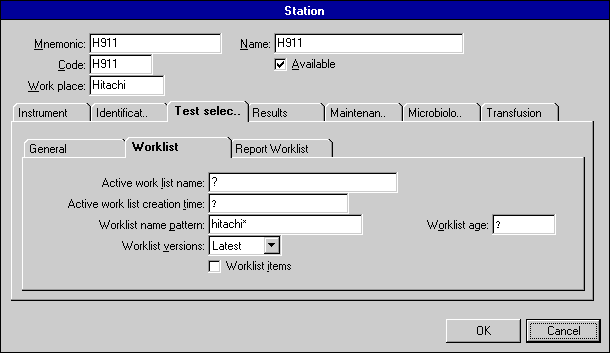 Station
Mnemonic: H911 Name: H911
Code: H911 Available
Work place: Hitachi
Instrument Identificat.. Test selec.. Results Maintenan.. Microbiolo.. Transfusion
General Worklist Report Worklist
Active work list name: ?
Active work list creation time: ?
Worklist name pattern: hitachi* Worklist age: ?
Worklist versions: Latest
Worklist items
OK Cancel